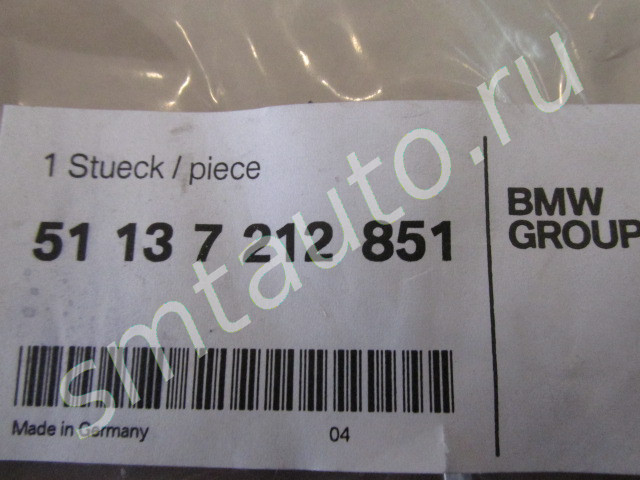 1 Stueck / piece
51 13 7 212 851
BMW
GROUP
Made in Germany
04
smtauto.ru